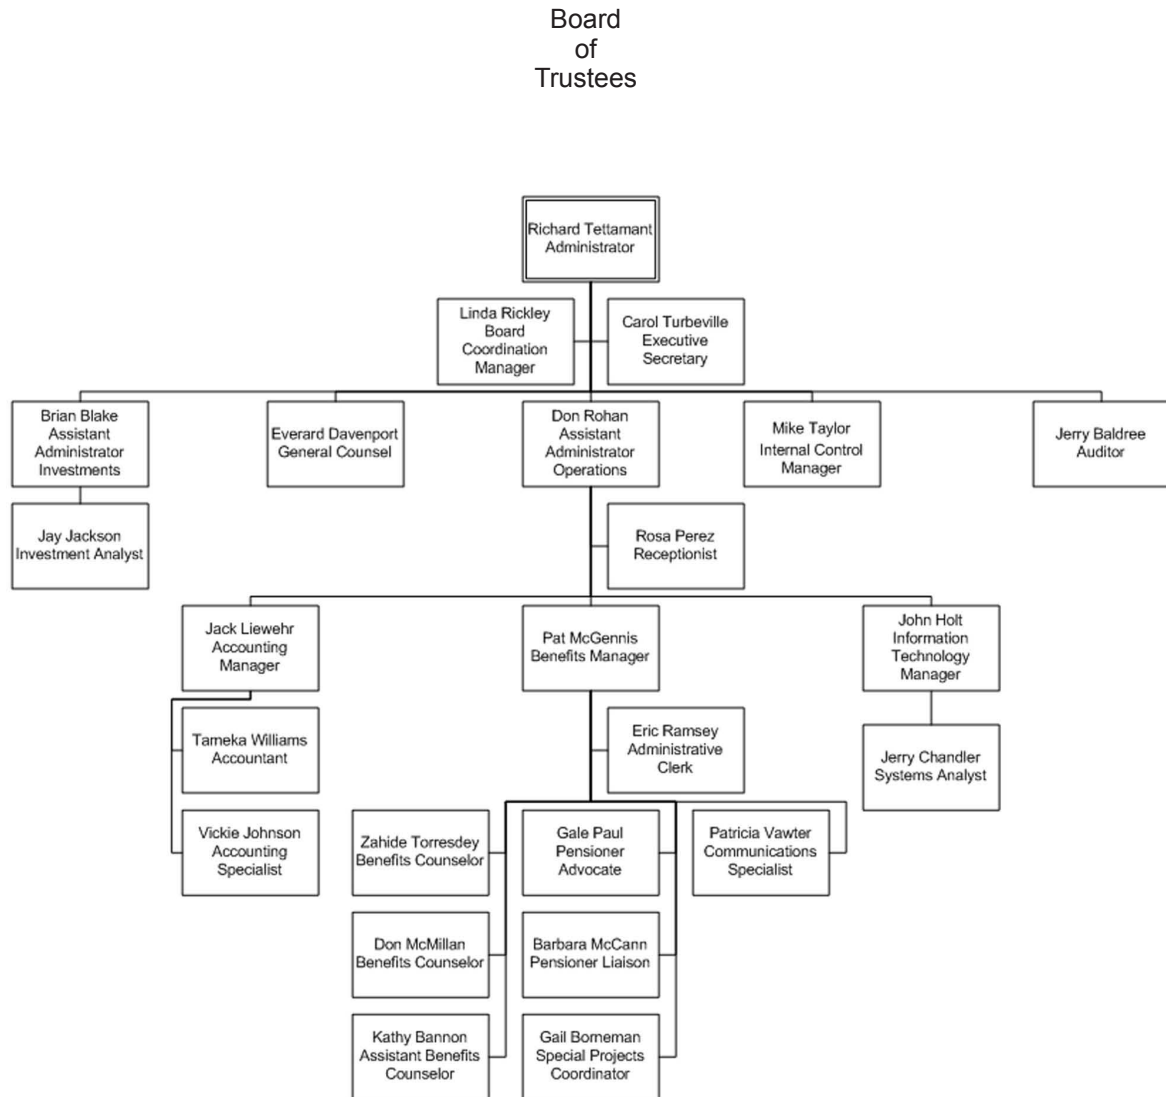 Board
of
Trustees
Richard Tettamant
Administrator
Linda Rickley
Board
Coordination
Manager
Carol Turbeville
Executive
Secretary
Brian Blake
Assistant
Administrator
Investments
Everard Davenport
General Counsel
Don Rohan
Assistant
Administrator
Operations
Mike Taylor
Internal Control
Manager
Jerry Baldree
Auditor
Jay Jackson
Investment Analyst
Rosa Perez
Receptionist
Jack Liewehr
Accounting
Manager
Pat McGennis
Benefits Manager
John Holt
Information
Technology
Manager
Tameka Williams
Accountant
Eric Ramsey
Administrative
Clerk
Jerry Chandler
Systems Analyst
Vickie Johnson
Accounting
Specialist
Zahide Torresdey
Benefits Counselor
Gale Paul
Pensioner
Advocate
Patricia Vawter
Communications
Specialist
Don McMillan
Benefits Counselor
Barbara McCann
Pensioner Liaison
Kathy Bannon
Assistant Benefits
Counselor
Gail Borneman
Special Projects
Coordinator